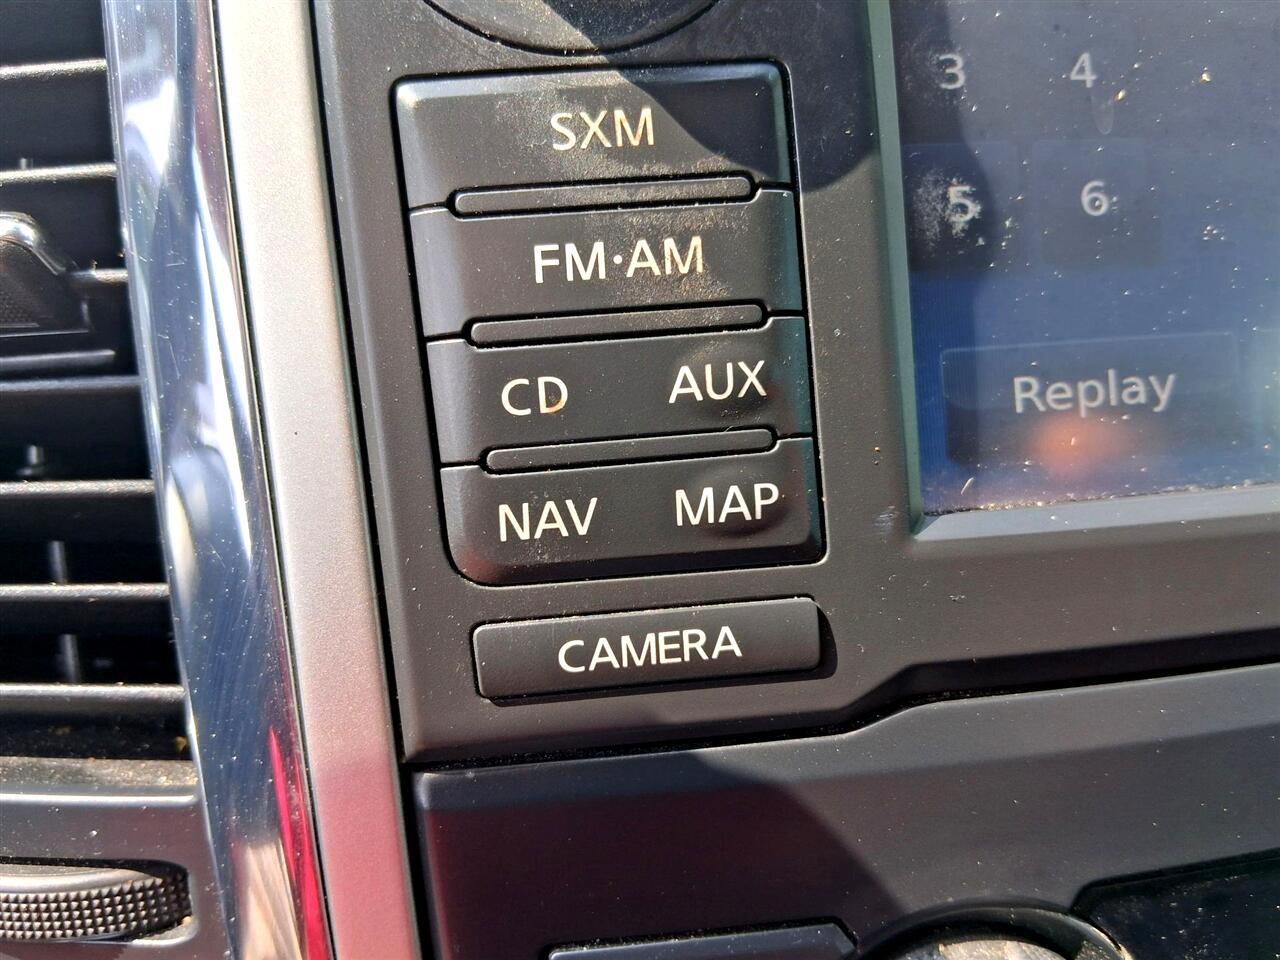 SXM
FM·AM
CD AUX
NAV MAP
CAMERA
3 4
5 6
Replay